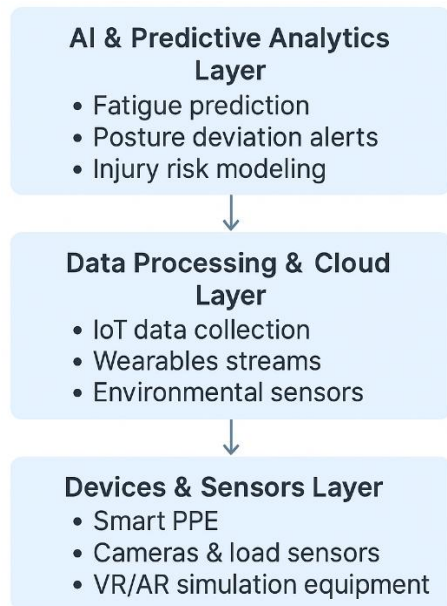 AI & Predictive Analytics
Layer
• Fatigue prediction
• Posture deviation alerts
• Injury risk modeling
Data Processing & Cloud
Layer
• IoT data collection
• Wearables streams
• Environmental sensors
Devices & Sensors Layer
• Smart PPE
• Cameras & load sensors
• VR/AR simulation equipment